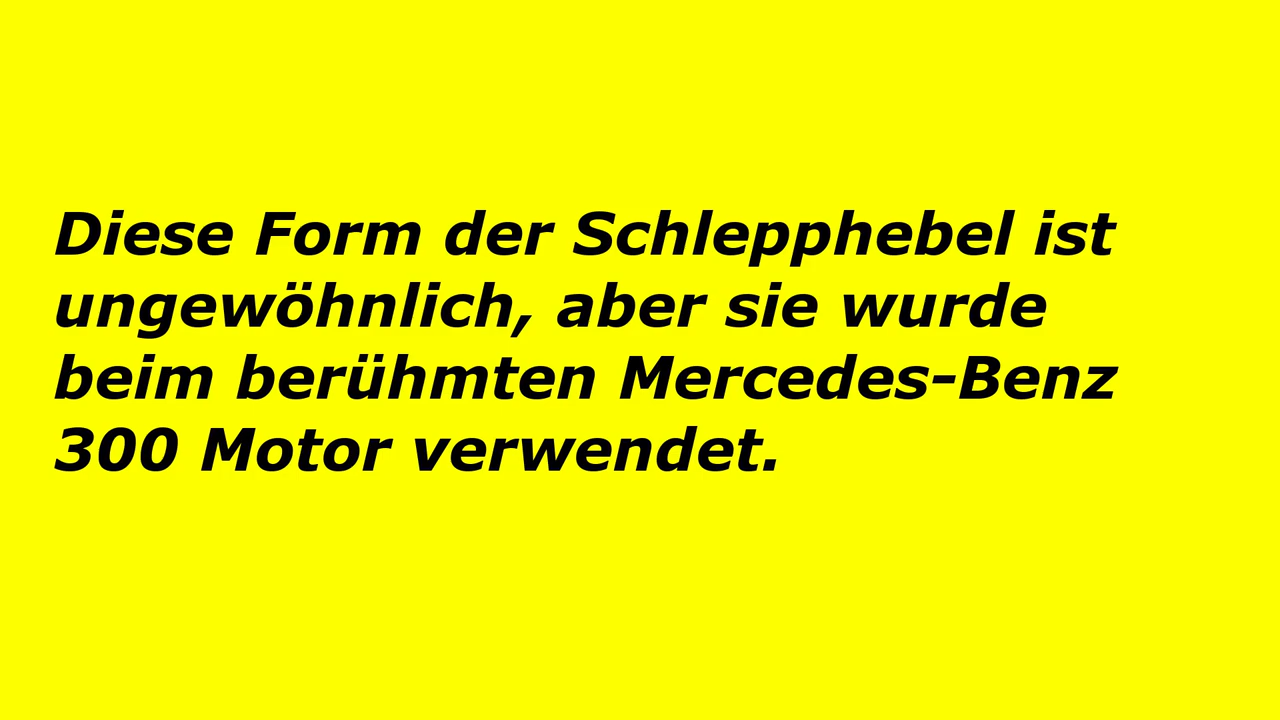 Diese Form der Schlepphebel ist
ungewöhnlich, aber sie wurde
beim berühmten Mercedes-Benz
300 Motor verwendet.